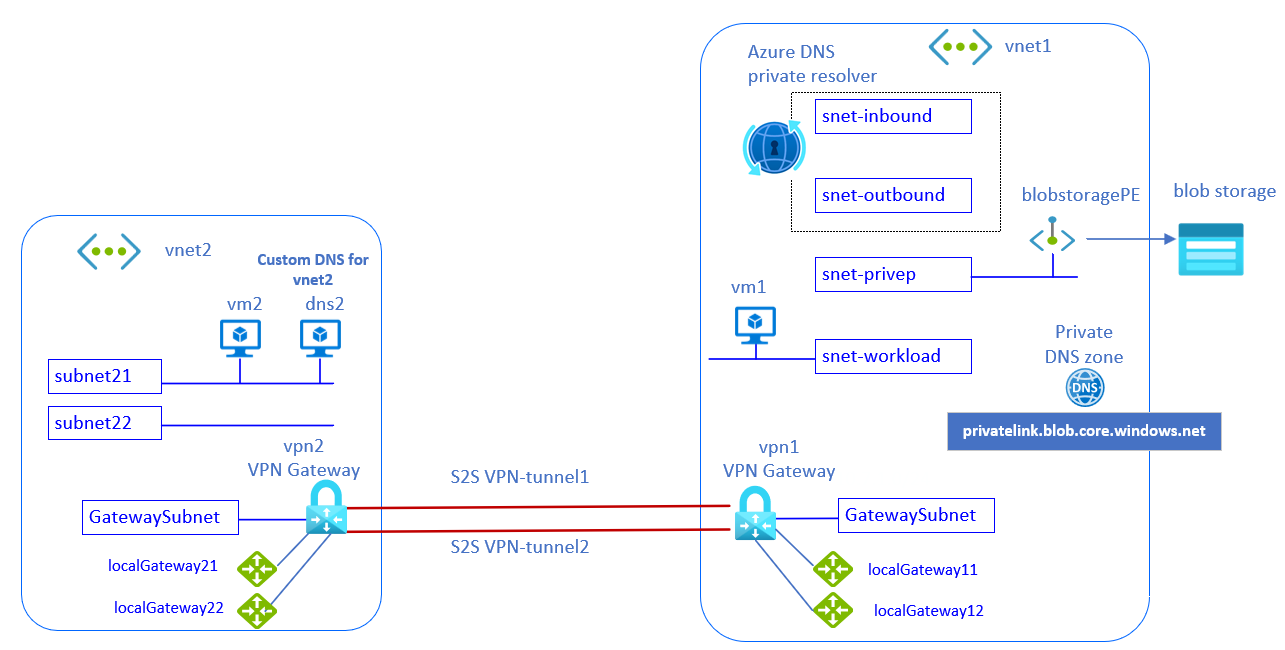 Azure DNS
private resolver
vnet1
snet-inbound
snet-outbound
blobstoragePE
blob storage
snet-privep
vm1
snet-workload
Private
DNS zone
DNS
privatelink.blob.core.windows.net
vnet2
Custom DNS for
vnet2
vm2
dns2
subnet21
subnet22
vpn2
VPN Gateway
S2S VPN-tunnel1
S2S VPN-tunnel2
vpn1
VPN Gateway
GatewaySubnet
localGateway21
localGateway22
GatewaySubnet
localGateway11
localGateway12